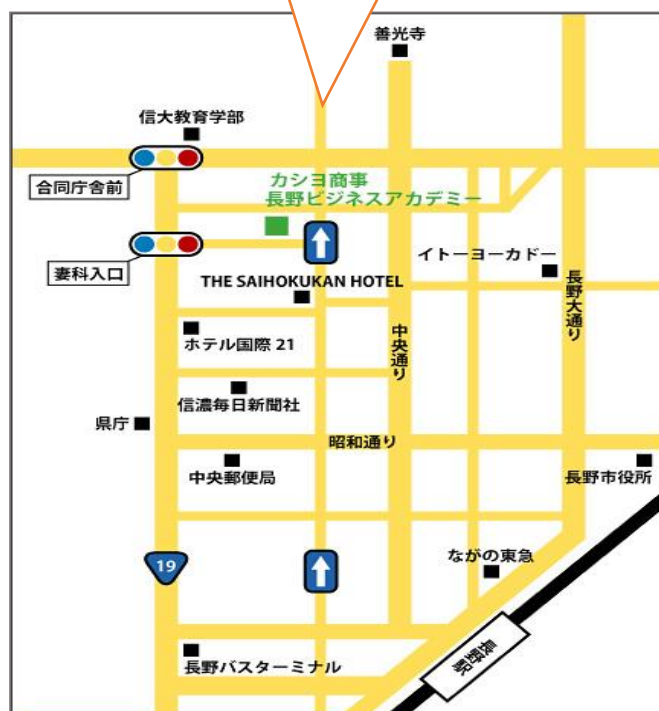 善光寺
信大教育学部
合同庁舎前
カシヨ商事
長野ビジネスアカデミー
妻科入口
イトーヨーカドー
THE SAIHOKUKAN HOTEL
長野大通り
中央通り
ホテル国際 21
信濃毎日新聞社
県庁
昭和通り
中央郵便局
長野市役所
19
ながの東急
長野駅
長野バスターミナル